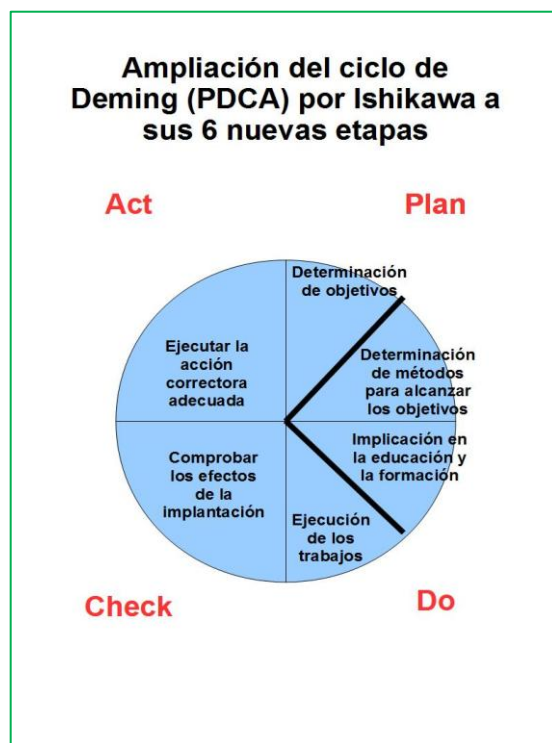 Ampliación del ciclo de
Deming (PDCA) por Ishikawa a
sus 6 nuevas etapas
Act
Plan
Determinación
de objetivos
Determinación
de métodos
para alcanzar
los objetivos
Implicación en
la educación y
la formación
Ejecución
de los
trabajos
Comprobar
los efectos
de la
implantación
Ejecutar la
acción
correctora
adecuada
Check
Do